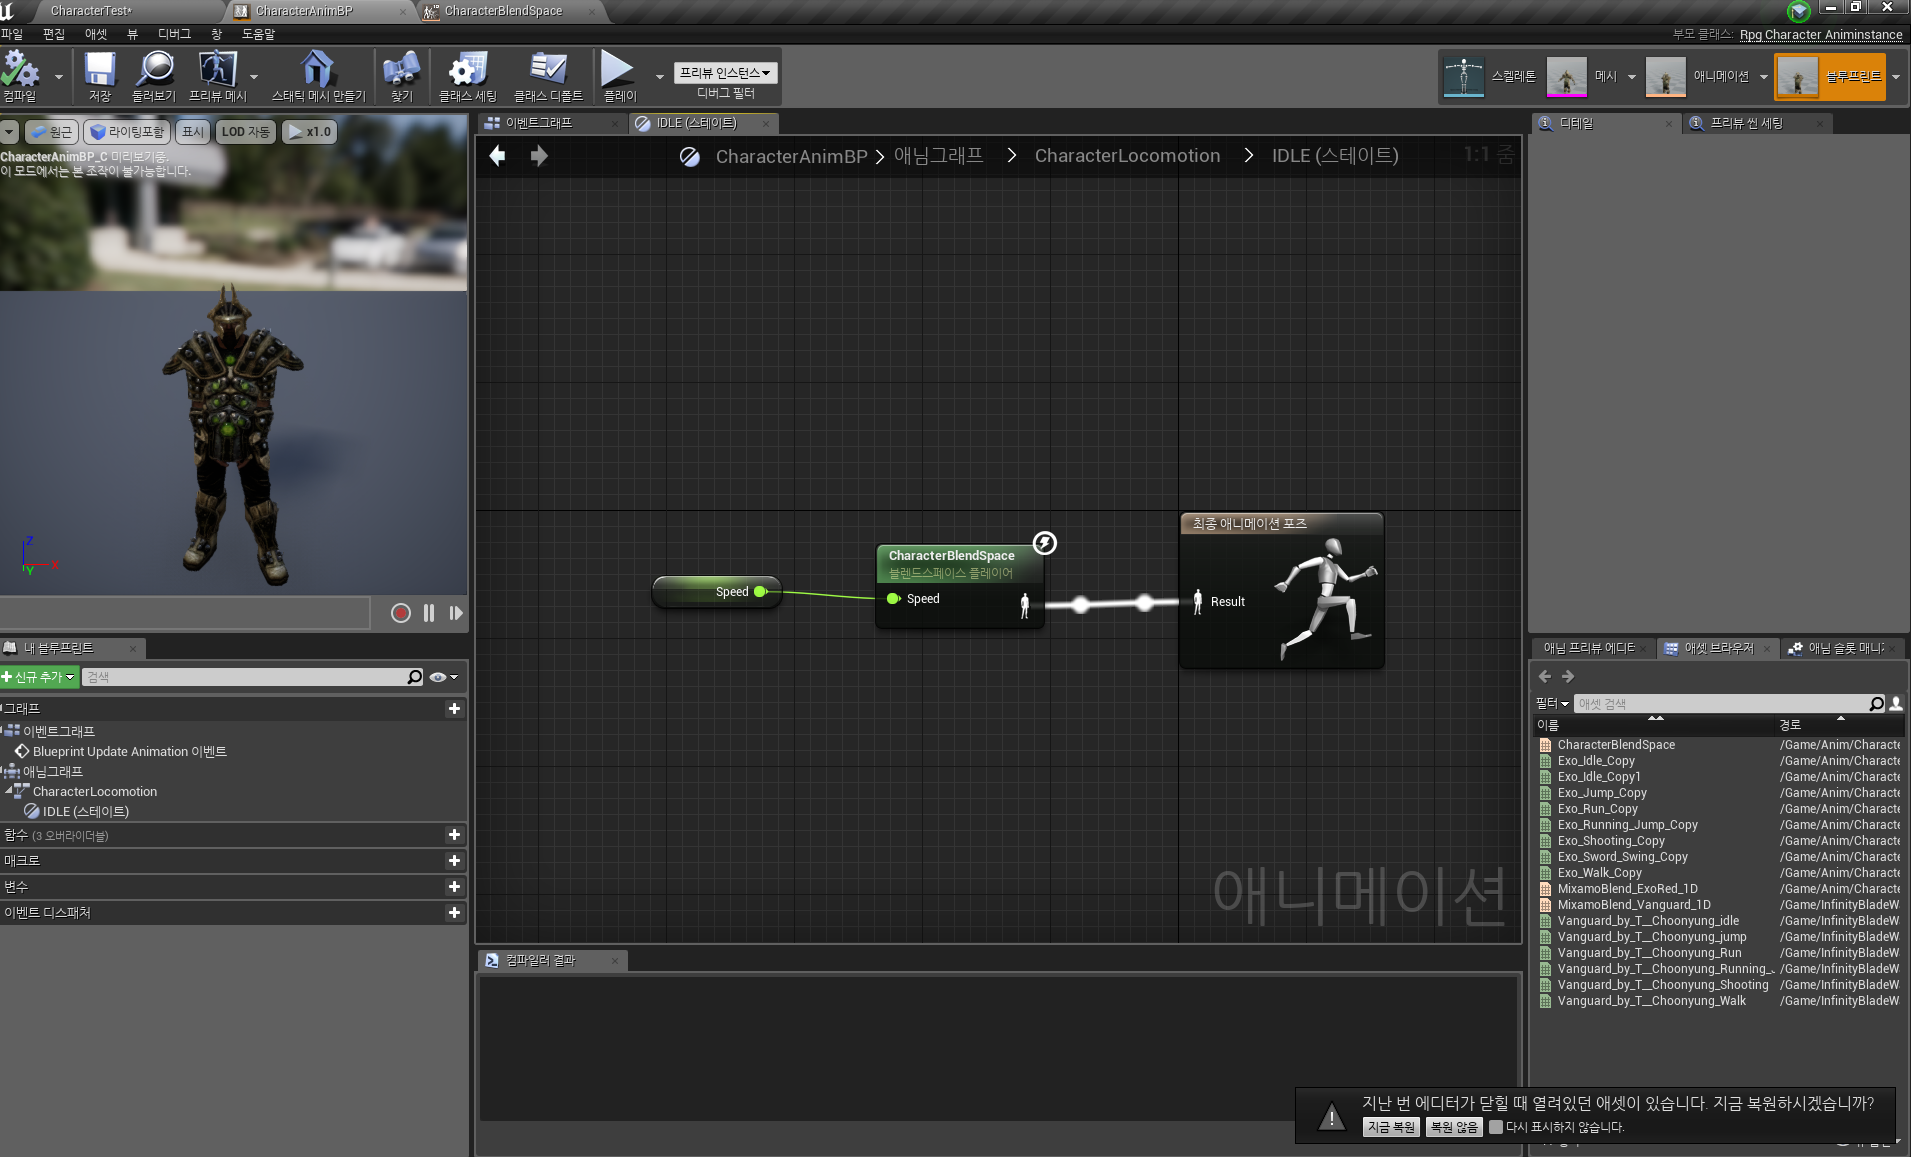 CharacterTest*
CharacterAnimBP
CharacterBlendSpace
파일 편집 애셋 뷰 디버그 창 도움말
부모 클래스: Rpg Character Animinstance
컴파일
저장
둘러보기
프리뷰 메시
스태틱 메시 만들기
찾기
클래스 세팅
클래스 디폴트
플레이
프리뷰 인스턴스
디버그 필터
스켈레톤
메시
애니메이션
블루프린트
원근
라이팅포함
표시
LOD 자동
x1.0
CharacterAnimBP_C 미리보기중.
이 모드에서는 본 조작이 불가능합니다.
Z
X
Y
이벤트그래프
IDLE (스테이트)
CharacterAnimBP > 애님그래프 > CharacterLocomotion > IDLE (스테이트)
1:1 줌
Speed
CharacterBlendSpace
블렌드스페이스 플레이어
Speed
최종 애니메이션 포즈
Result
애니메이션
컴파일러 결과
내 블루프린트
신규 추가
검색
그래프
이벤트그래프
Blueprint Update Animation 이벤트
애님그래프
CharacterLocomotion
IDLE (스테이트)
함수 (3 오버라이더블)
매크로
변수
이벤트 디스패처
디테일
프리뷰 씬 세팅
애님 프리뷰 에디터
애셋 브라우저
애님 슬롯 매니저
필터
애셋 검색
이름 경로
CharacterBlendSpace /Game/Anim/Characte
Exo_Idle_Copy /Game/Anim/Characte
Exo_Idle_Copy1 /Game/Anim/Characte
Exo_Jump_Copy /Game/Anim/Characte
Exo_Run_Copy /Game/Anim/Characte
Exo_Running_Jump_Copy /Game/Anim/Characte
Exo_Shooting_Copy /Game/Anim/Characte
Exo_Sword_Swing_Copy /Game/Anim/Characte
Exo_Walk_Copy /Game/Anim/Characte
MixamoBlend_ExoRed_1D /Game/Anim/Characte
MixamoBlend_Vanguard_1D /Game/InfinityBladeW
Vanguard_by_T__Choonyung_idle /Game/InfinityBladeW
Vanguard_by_T__Choonyung_jump /Game/InfinityBladeW
Vanguard_by_T__Choonyung_Run /Game/InfinityBladeW
Vanguard_by_T__Choonyung_Running_ /Game/InfinityBladeW
Vanguard_by_T__Choonyung_Shooting /Game/InfinityBladeW
Vanguard_by_T__Choonyung_Walk /Game/InfinityBladeW
지난 번 에디터가 닫힐 때 열려있던 애셋이 있습니다. 지금 복원하시겠습니까?
지금 복원
복원 않음
다시 표시하지 않습니다.